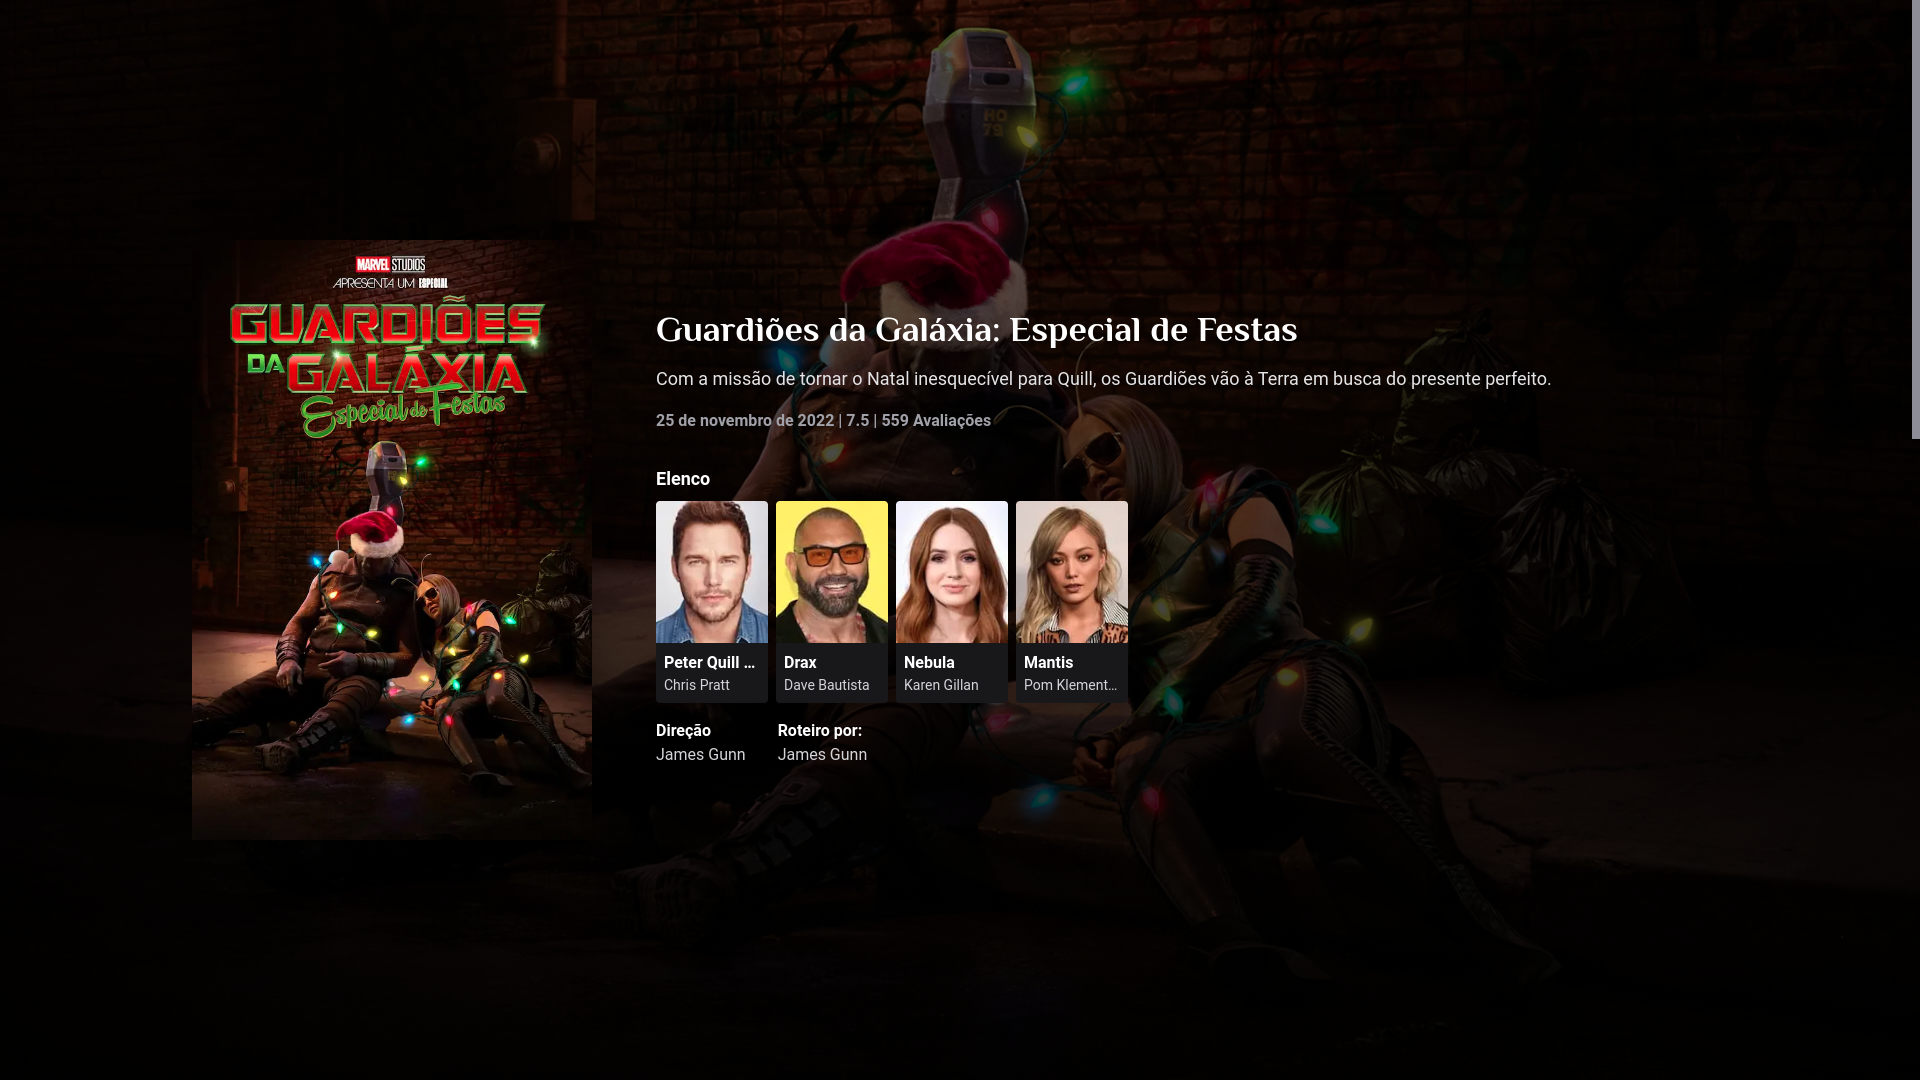 MARVEL STUDIOS
APRESENTA UM ESPECIAL
GUARDIÕES
DA GALÁXIA
Especial de Festas
Guardiões da Galáxia: Especial de Festas
Com a missão de tornar o Natal inesquecível para Quill, os Guardiões vão à Terra em busca do presente perfeito.
25 de novembro de 2022 | 7.5 | 559 Avaliações
Elenco
Peter Quill ...
Chris Pratt
Drax
Dave Bautista
Nebula
Karen Gillan
Mantis
Pom Klement...
Direção
James Gunn
Roteiro por:
James Gunn
HO
79